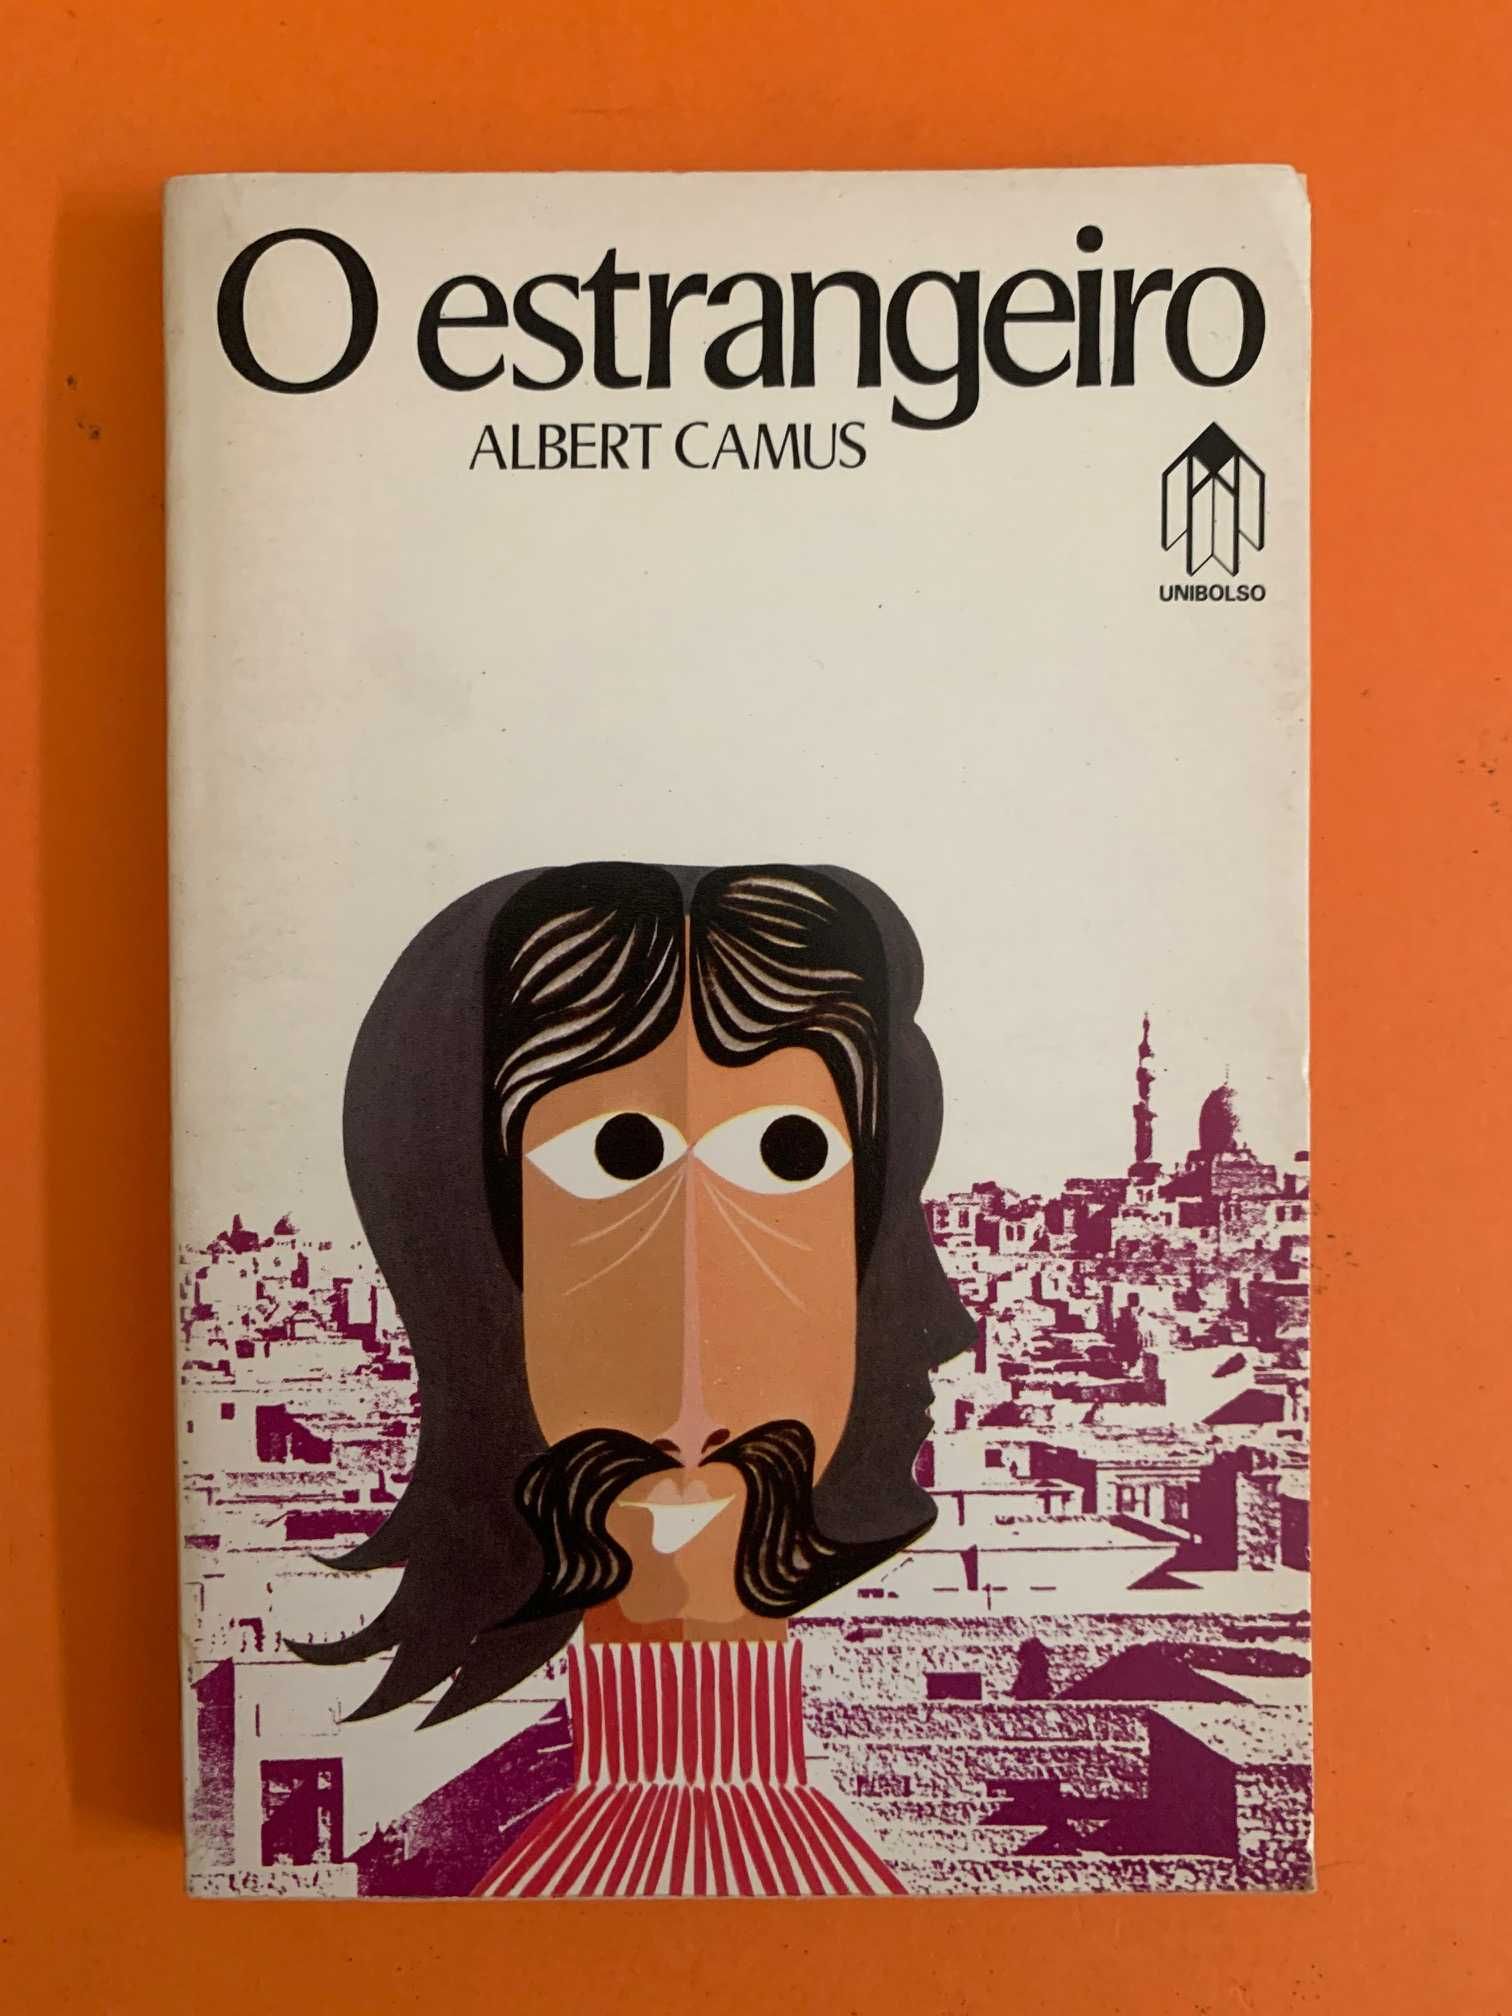 O estrangeiro
ALBERT CAMUS
UNIBOLSO